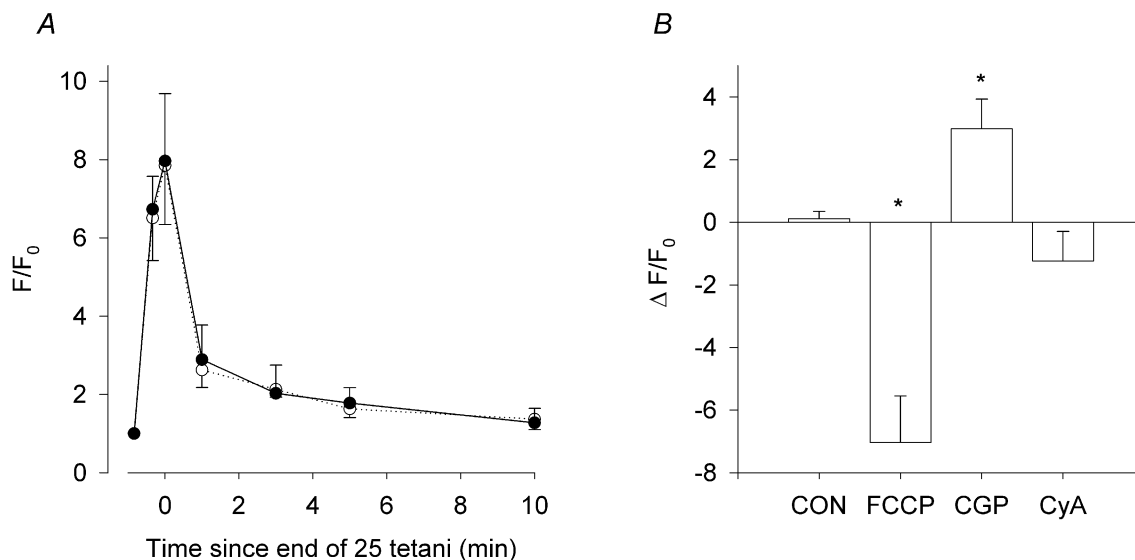 A
B
10
8
6
4
2
0
F/F0
0 2 4 6 8 10
Time since end of 25 tetani (min)
4
2
0
-2
-4
-6
-8
Δ F/F0
*
*
CON FCCP CGP CyA